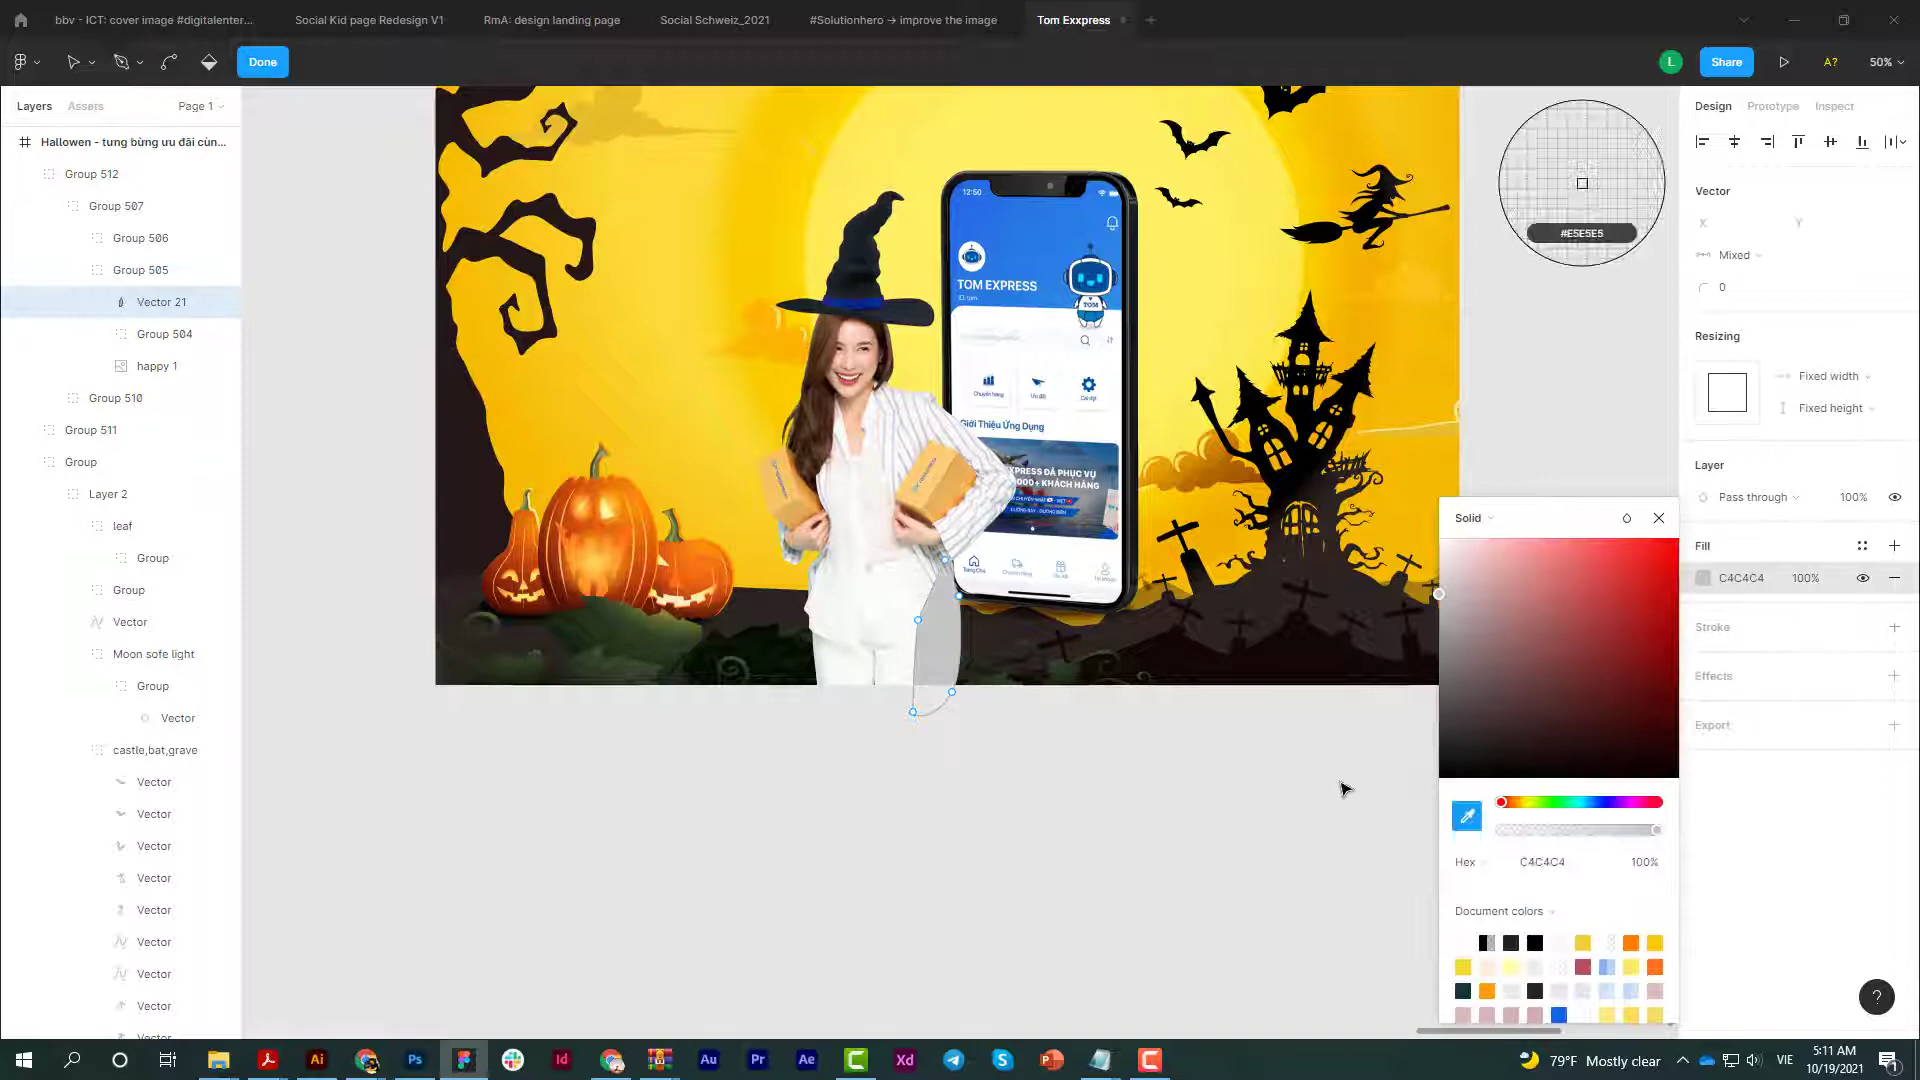 bbv - ICT: cover image #digitalenter...
Social Kid page Redesign V1
RmA: design landing page
Social Schweiz_2021
#Solutionhero -> improve the image
Tom Exxpress
Done
L
Share
A?
50%
Layers
Assets
Page 1
Hallowen - tưng bừng ưu đãi cùn...
Group 512
Group 507
Group 506
Group 505
Vector 21
Group 504
happy 1
Group 510
Group 511
Group
Layer 2
leaf
Group
Group
Vector
Moon sofe light
Group
Vector
castle,bat,grave
Vector
Vector
Vector
Vector
Vector
Vector
Vector
Vector
12:50
TOM EXPRESS
TOM
Chuyển hàng
Ưu đãi
Cài đặt
Giới Thiệu Ứng Dụng
XPRESS ĐÃ PHỤC VỤ
000+ KHÁCH HÀNG
Trang Chủ
#E5E5E5
Design
Prototype
Inspect
Vector
X
Y
Mixed
0
Resizing
Fixed width
Fixed height
Layer
Pass through
100%
Fill
C4C4C4
100%
Stroke
Effects
Export
Solid
Hex
C4C4C4
100%
Document colors
?
79°F Mostly clear
VIE
5:11 AM
10/19/2021